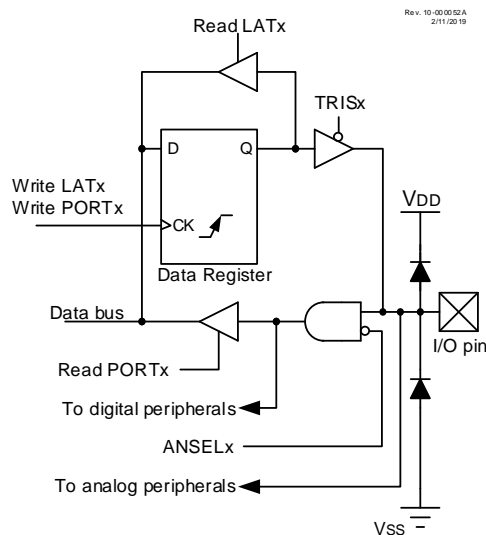 Rev. 10-000052A
2/11/2019
Read LATx
TRISx
D
Q
Write LATx
Write PORTx
CK
VDD
Data Register
Data bus
I/O pin
Read PORTx
To digital peripherals
ANSELx
To analog peripherals
VSS